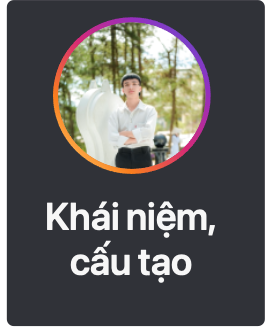 Khái niệm,
cấu tạo